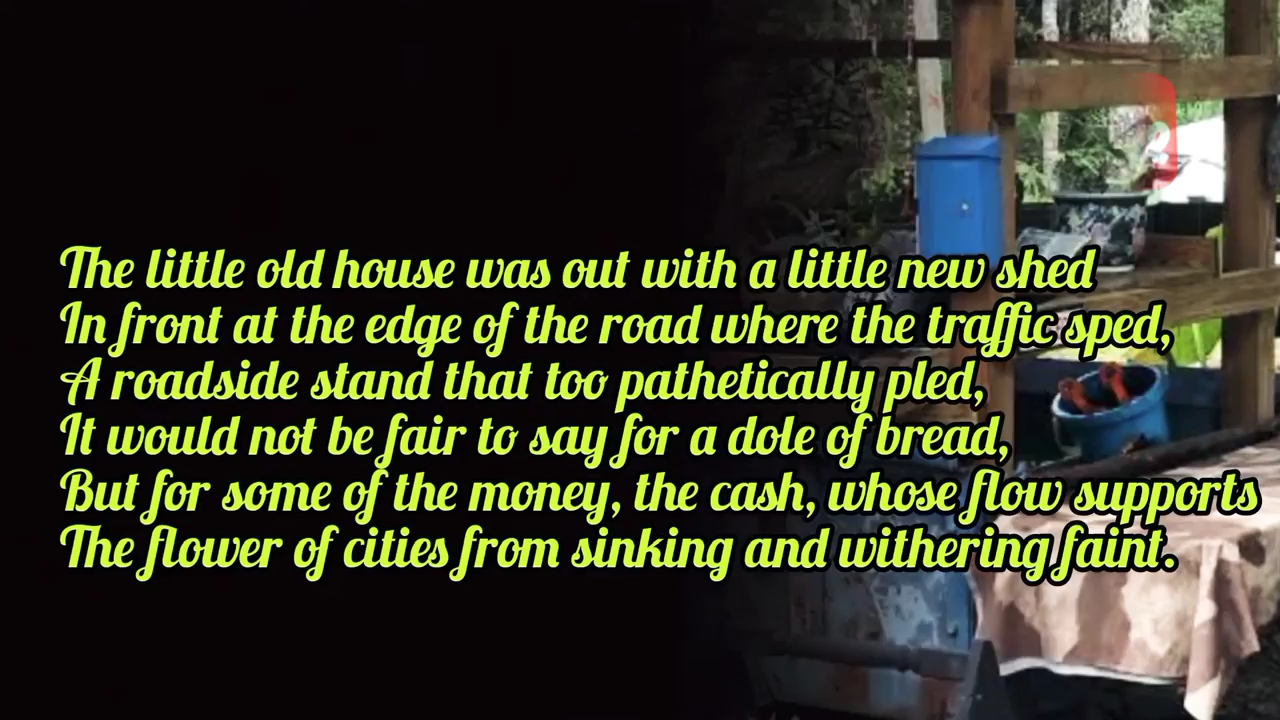 The little old house was out with a little new shed
In front at the edge of the road where the traffic sped,
A roadside stand that too pathetically pled,
It would not be fair to say for a dole of bread,
But for some of the money, the cash, whose flow supports
The flower of cities from sinking and withering faint.